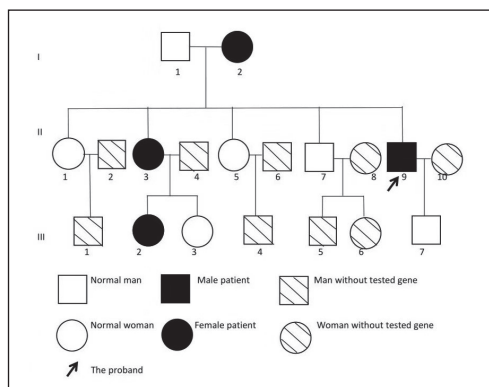 I
1
2
II
1 2 3 4 5 6 7 8 9 10
III
1 2 3 4 5 6 7
Normal man
Male patient
Man without tested gene
Normal woman
Female patient
Woman without tested gene
The proband